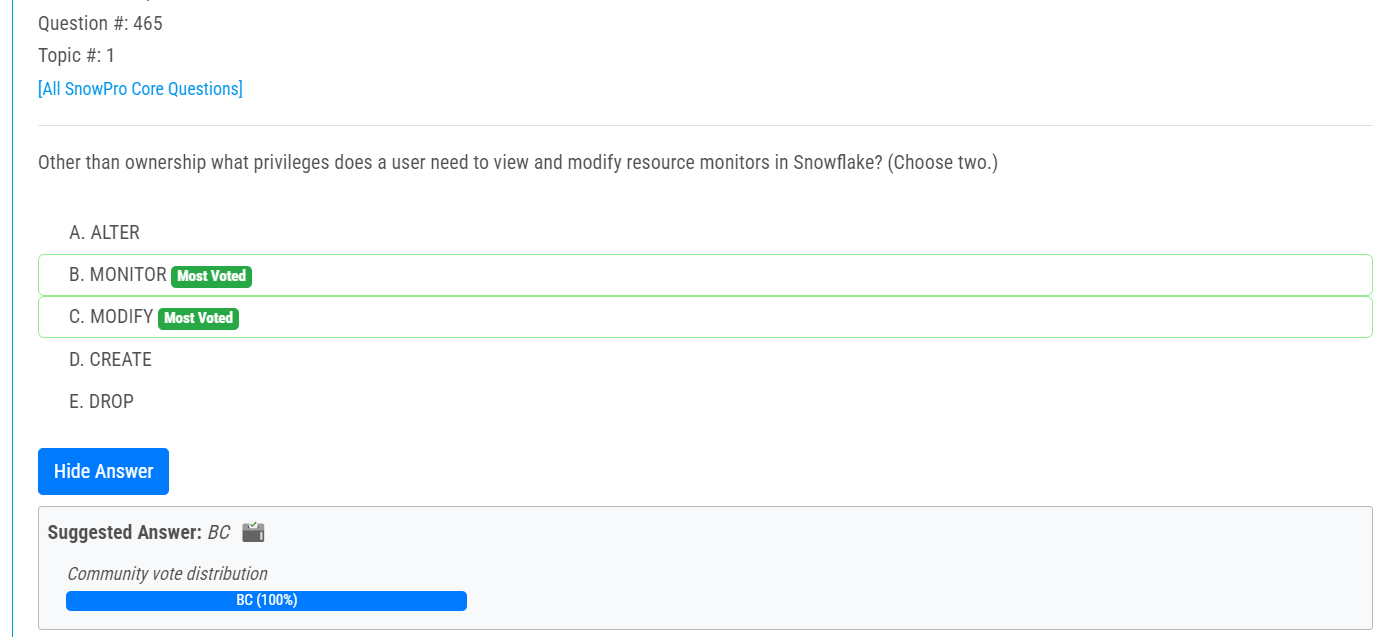 Question #: 465
Topic #: 1
[All SnowPro Core Questions]
Other than ownership what privileges does a user need to view and modify resource monitors in Snowflake? (Choose two.)
A. ALTER
B. MONITOR Most Voted
C. MODIFY Most Voted
D. CREATE
E. DROP
Hide Answer
Suggested Answer: BC
Community vote distribution
BC (100%)